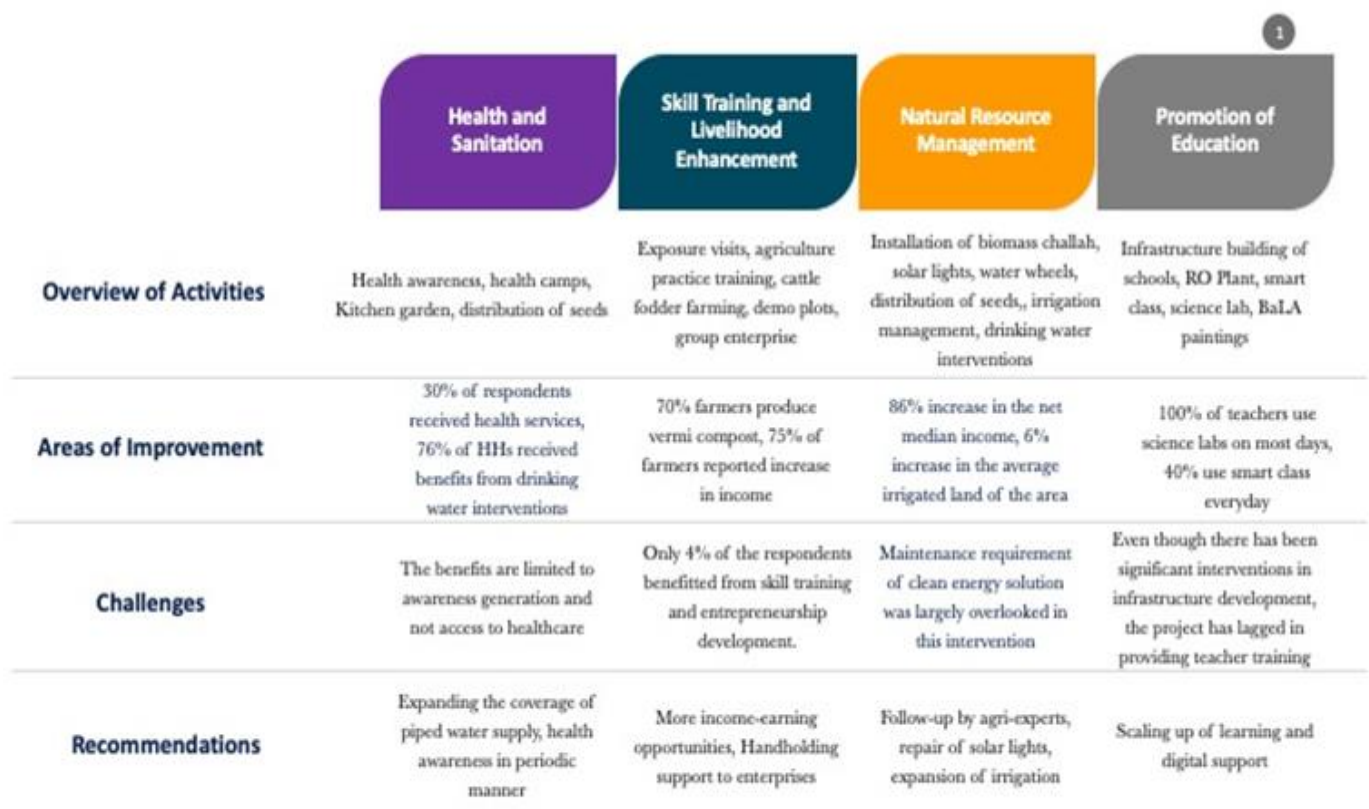 1
Health and
Sanitation
Skill Training and
Livelihood
Enhancement
Natural Resource
Management
Promotion of
Education
Overview of Activities
Health awareness, health camps,
Kitchen garden, distribution of seeds
Exposure visits, agriculture
practice training, cattle
fodder farming, demo plots,
group enterprise
Installation of biomass challah,
solar lights, water wheels,
distribution of seeds,, irrigation
management, drinking water
interventions
Infrastructure building of
schools, RO Plant, smart
class, science lab, BaLA
paintings
Areas of Improvement
30% of respondents
received health services,
76% of HHs received
benefits from drinking
water interventions
70% farmers produce
vermi compost, 75% of
farmers reported increase
in income
86% increase in the net
median income, 6%
increase in the average
irrigated land of the area
100% of teachers use
science labs on most days,
40% use smart class
everyday
Challenges
The benefits are limited to
awareness generation and
not access to healthcare
Only 4% of the respondents
benefitted from skill training
and entrepreneurship
development.
Maintenance requirement
of clean energy solution
was largely overlooked in
this intervention
Even though there has been
significant interventions in
infrastructure development,
the project has lagged in
providing teacher training
Recommendations
Expanding the coverage of
piped water supply, health
awareness in periodic
manner
More income-earning
opportunities, Handholding
support to enterprises
Follow-up by agri-experts,
repair of solar lights,
expansion of irrigation
Scaling up of learning and
digital support